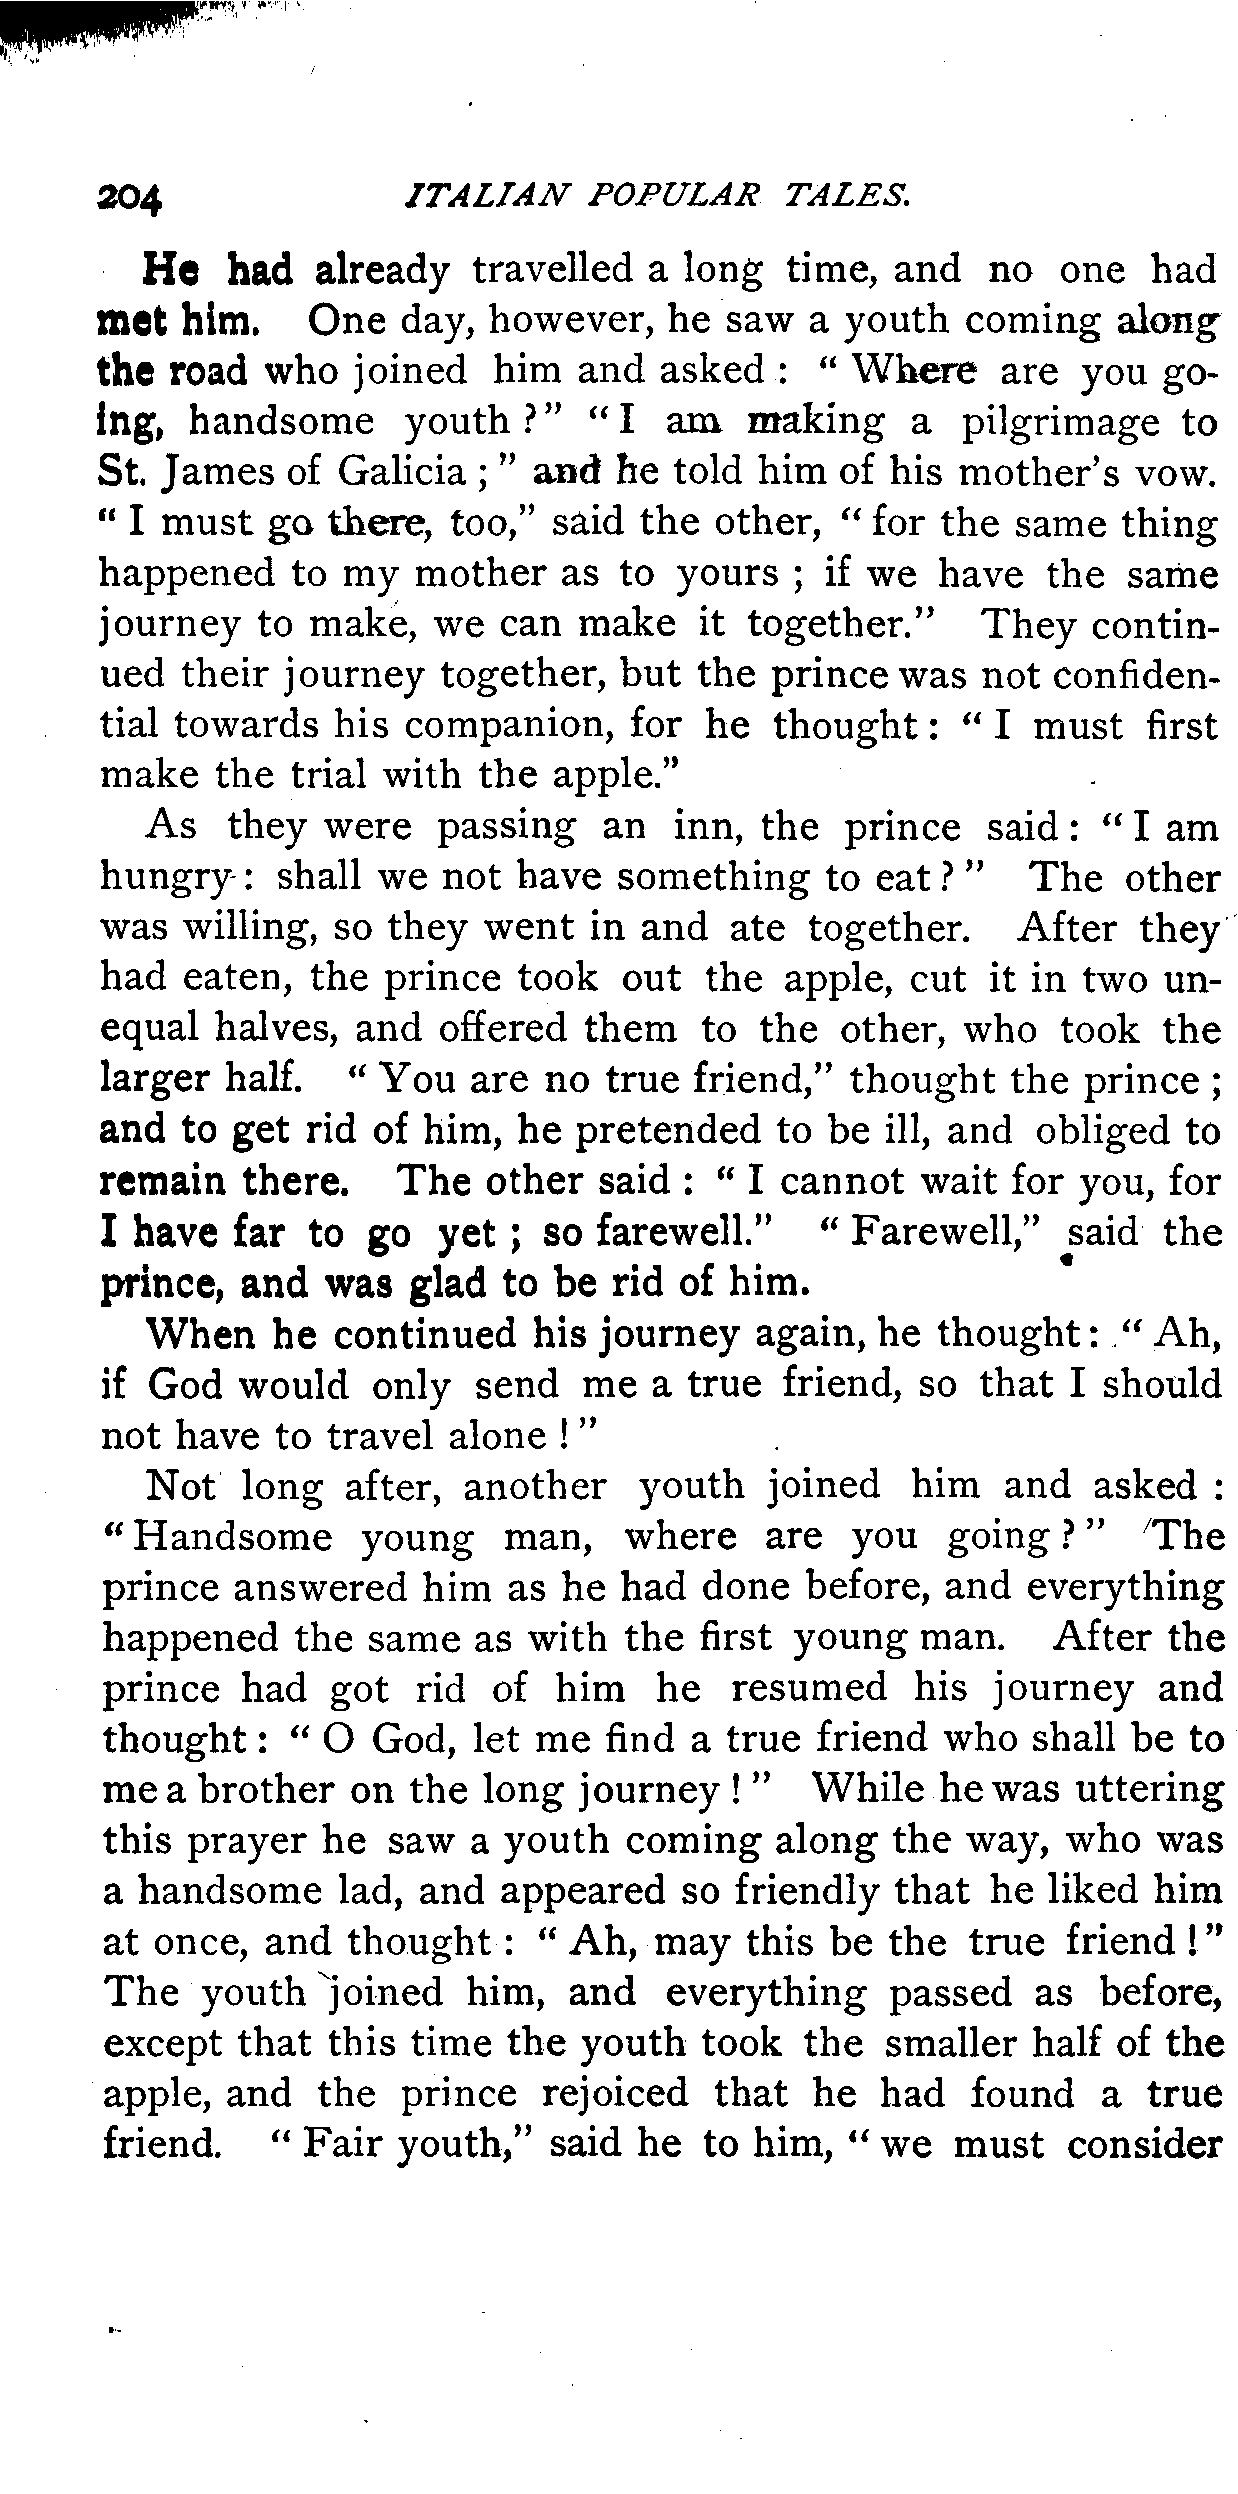 204 ITALIAN POPULAR TALES.
He had already travelled a long time, and no one had
met him. One day, however, he saw a youth coming along
the road who joined him and asked : " Where are you go-
ing, handsome youth ?" "I am making a pilgrimage to
St. James of Galicia ; " and he told him of his mother's vow.
" I must go there, too," said the other, " for the same thing
happened to my mother as to yours ; if we have the same
journey to make, we can make it together." They contin-
ued their journey together, but the prince was not confiden-
tial towards his companion, for he thought : " I must first
make the trial with the apple."
As they were passing an inn, the prince said : " I am
hungry : shall we not have something to eat ? " The other
was willing, so they went in and ate together. After they
had eaten, the prince took out the apple, cut it in two un-
equal halves, and offered them to the other, who took the
larger half. " You are no true friend," thought the prince ;
and to get rid of him, he pretended to be ill, and obliged to
remain there. The other said : " I cannot wait for you, for
I have far to go yet ; so farewell." " Farewell," said the
prince, and was glad to be rid of him.
When he continued his journey again, he thought : " Ah,
if God would only send me a true friend, so that I should
not have to travel alone ! "
Not long after, another youth joined him and asked :
" Handsome young man, where are you going ? " The
prince answered him as he had done before, and everything
happened the same as with the first young man. After the
prince had got rid of him he resumed his journey and
thought : " O God, let me find a true friend who shall be to
me a brother on the long journey ! " While he was uttering
this prayer he saw a youth coming along the way, who was
a handsome lad, and appeared so friendly that he liked him
at once, and thought : " Ah, may this be the true friend ! "
The youth joined him, and everything passed as before,
except that this time the youth took the smaller half of the
apple, and the prince rejoiced that he had found a true
friend. " Fair youth," said he to him, " we must consider